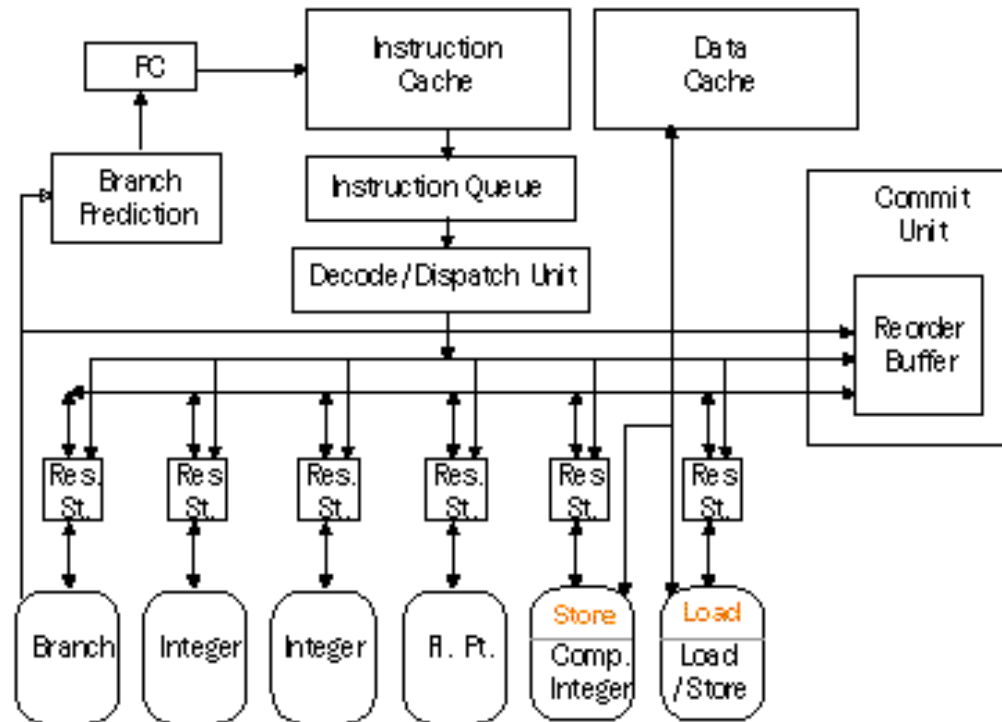 PC
Instruction
Cache
Data
Cache
Branch
Prediction
Instruction Queue
Commit
Unit
Decode/Dispatch Unit
Reorder
Buffer
Res.
St.
Res
St.
Res.
St.
Res.
St.
Res
St.
Res
St.
Branch
Integer
Integer
Fl. Pt.
Store
Comp.
Integer
Load
Load
/Store